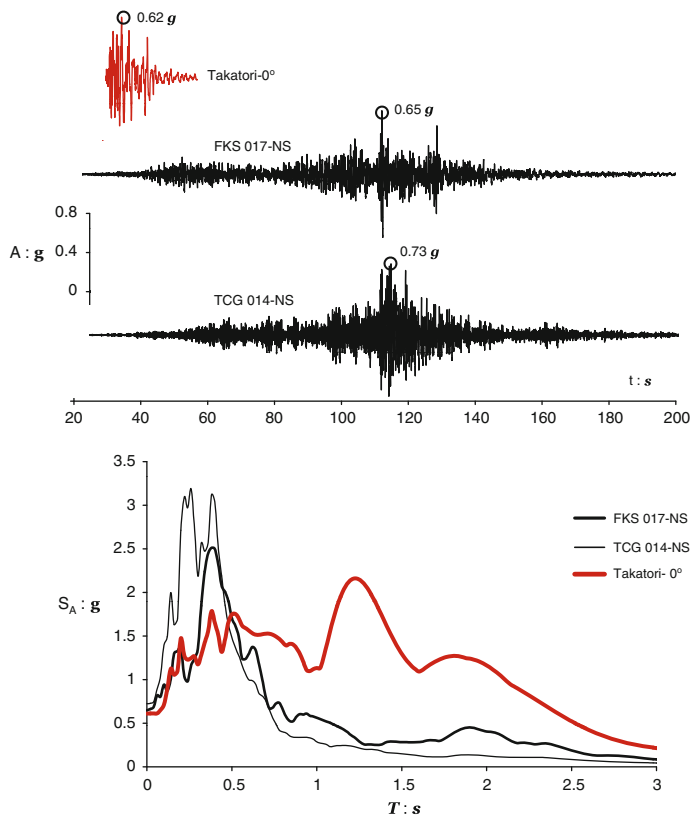 0.62 g
Takatori-0°
0.65 g
FKS 017-NS
0.8
A : g
0.4
0.73 g
0
TCG 014-NS
t : s
20 40 60 80 100 120 140 160 180 200
3.5
3
FKS 017-NS
TCG 014-NS
2.5
Takatori- 0°
2
S_A : g
1.5
1
0.5
0
0 0.5 1 1.5 2 2.5 3
T : s